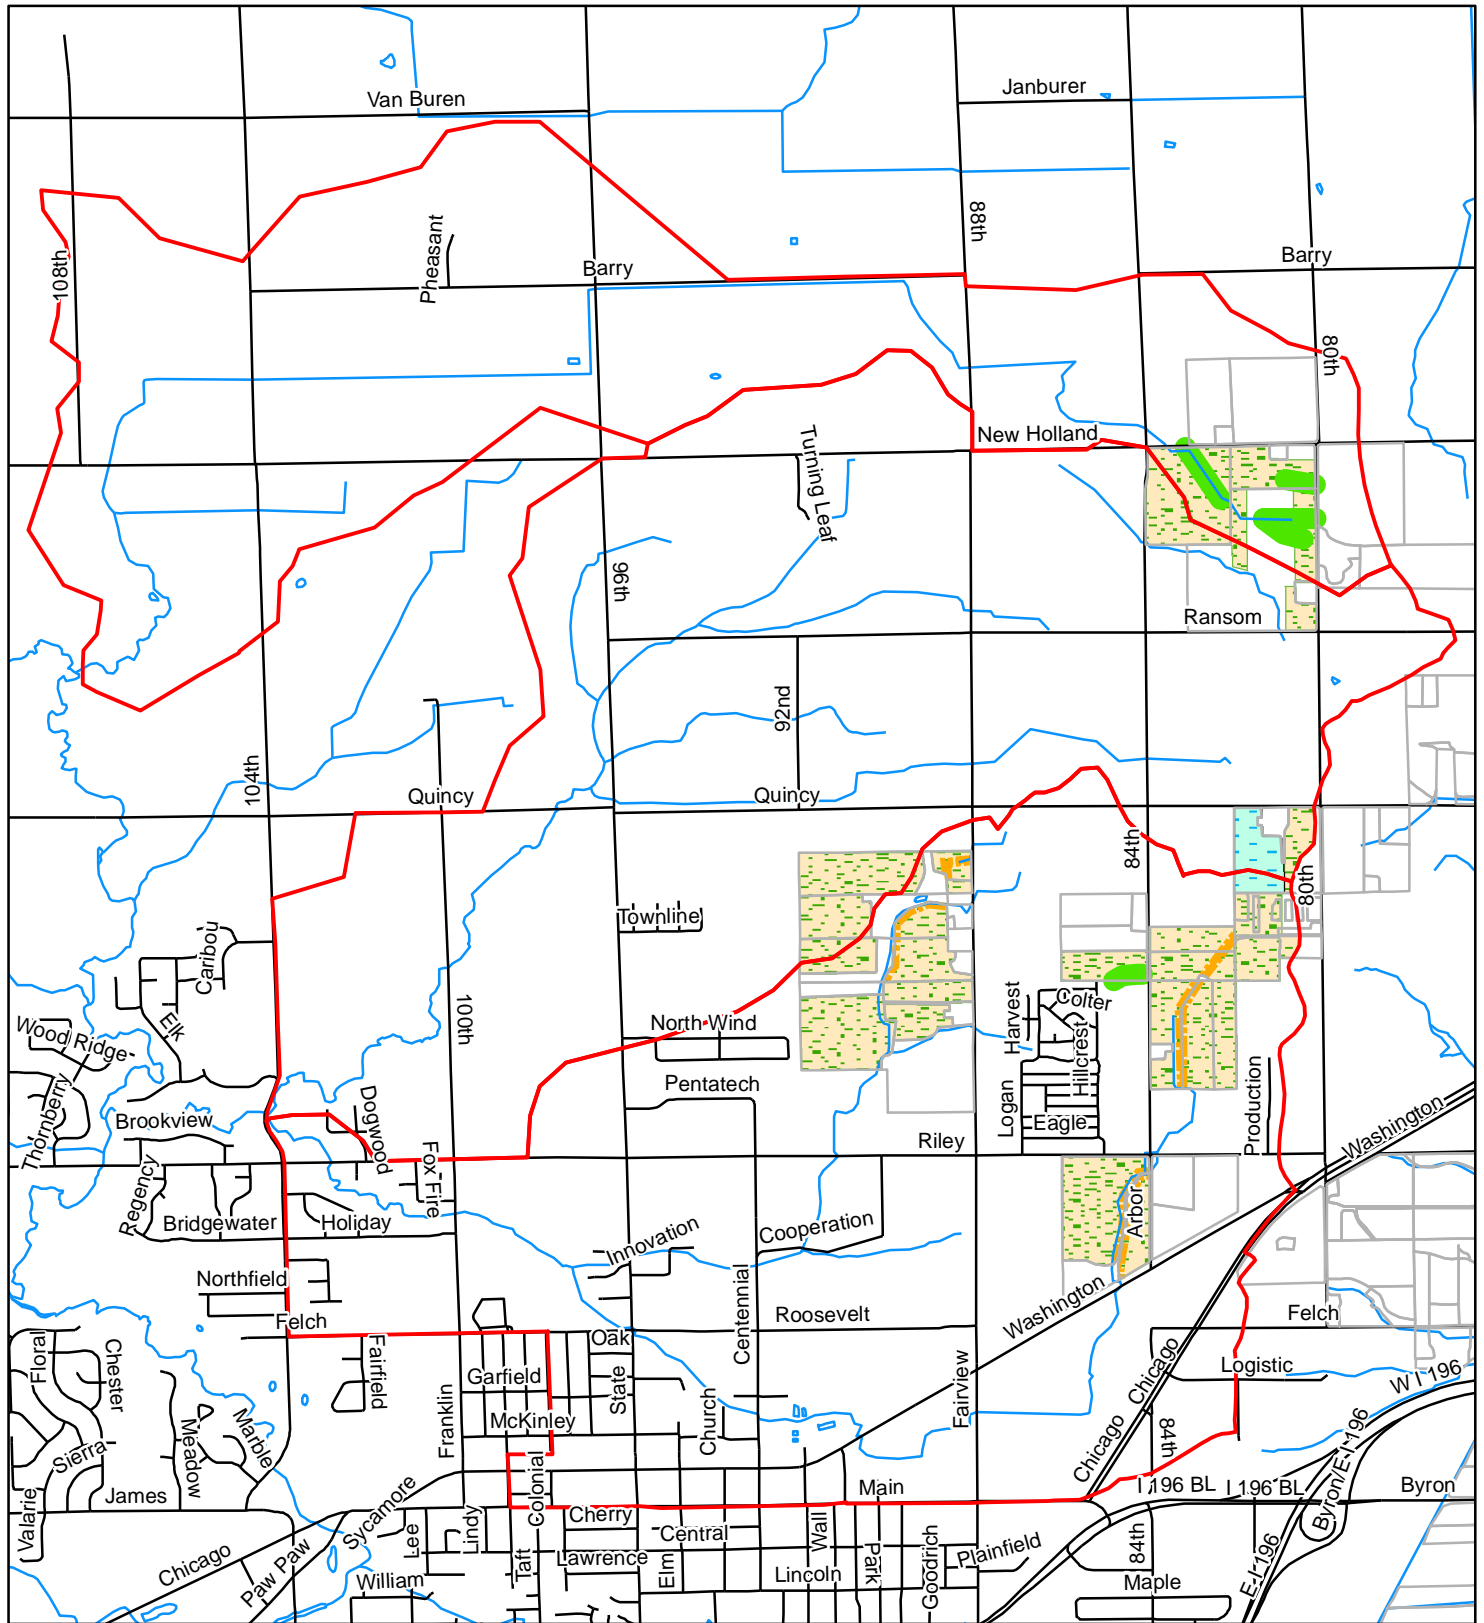 Van Buren
Janburer
88th
Pheasant
108th
Barry
Barry
80th
New Holland
Turning Leaf
96th
Ransom
92nd
104th
Quincy
Quincy
84th
80th
Townline
Caribou
Elk
Wood Ridge
100th
North Wind
Harvest
Colter
Hillcrest
Thornberry
Brookview
Dogwood
Pentatech
Logan
Eagle
Production
Washington
Riley
Regency
Fox Fire
Bridgewater
Holiday
Innovation
Cooperation
Arbor
Northfield
Centennial
Washington
Felch
Roosevelt
Felch
Floral
Chester
Fairfield
Oak
Garfield
State
Chicago
Logistic
W I 196
Franklin
McKinley
Church
Fairview
Chicago
84th
Sierra
Meadow
Marble
Colonial
Byron/E-I-196
Valarie
James
Sycamore
Main
I 196 BL
I 196 BL
Byron
Lee
Lindy
Cherry
Central
Wall
Park
Goodrich
Plainfield
84th
E-I-196
Chicago
Paw Paw
Taft
Lawrence
Elm
Lincoln
William
Maple